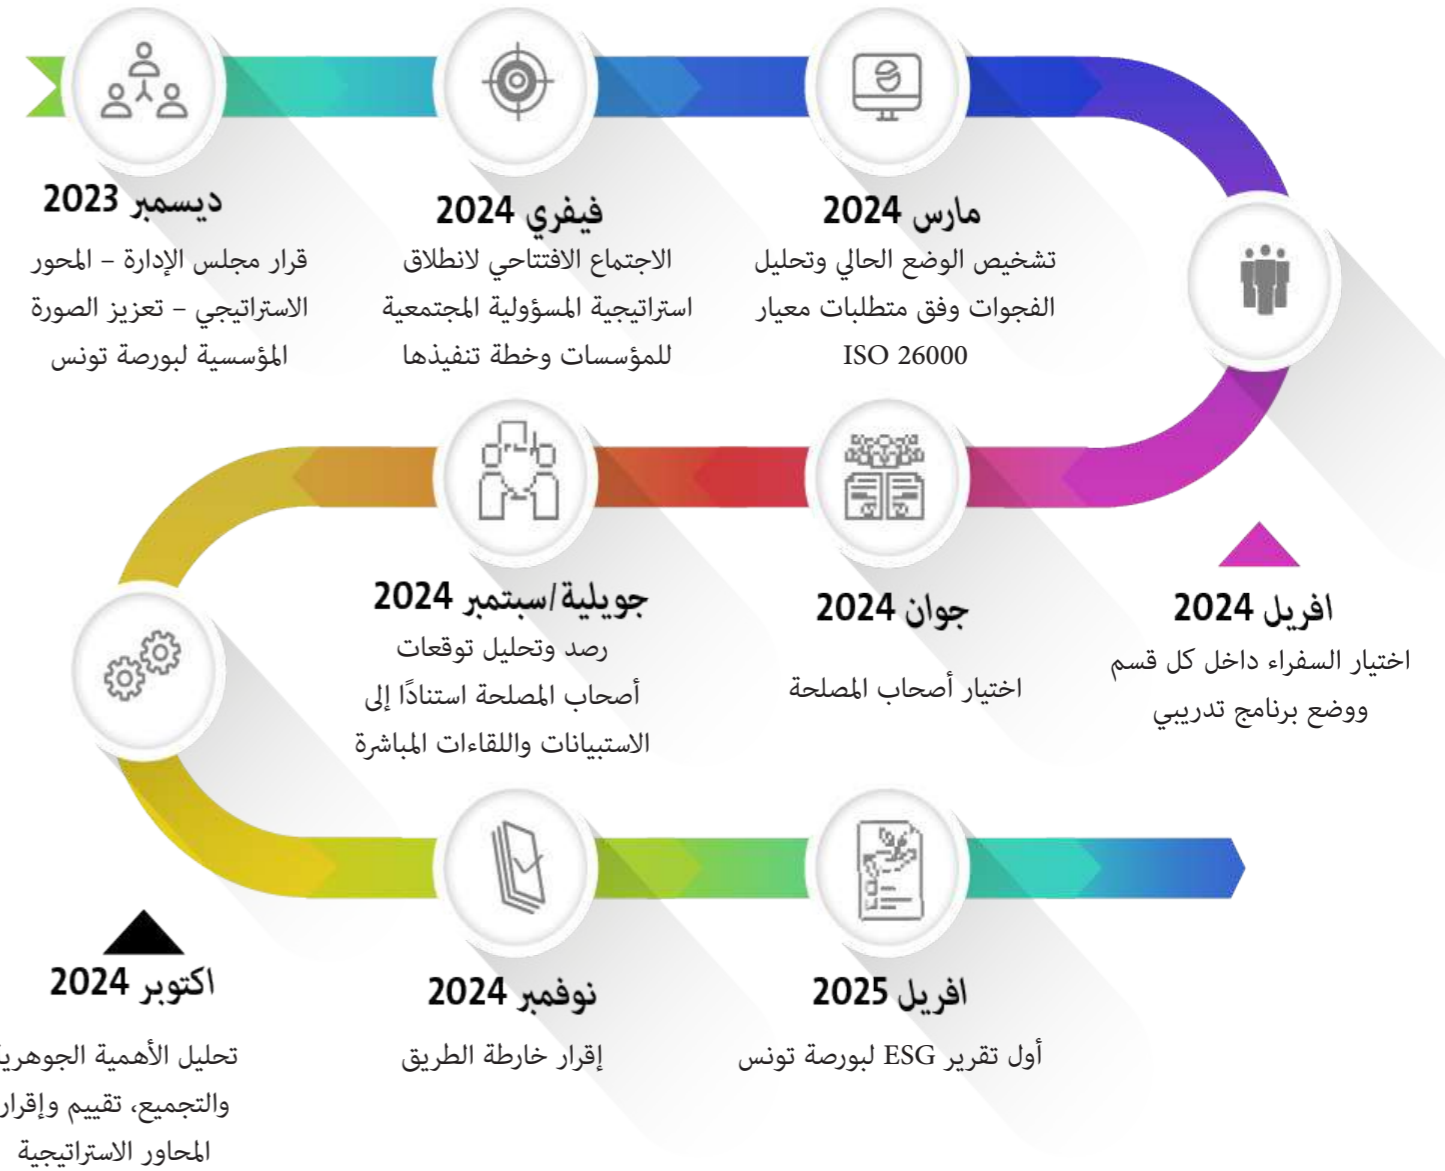 ديسمبر 2023
قرار مجلس الإدارة – المحور
الاستراتيجي – تعزيز الصورة
المؤسسية لبورصة تونس
فيفري 2024
الاجتماع الافتتاحي لانطلاق
استراتيجية المسؤولية المجتمعية
للمؤسسات وخطة تنفيذها
مارس 2024
تشخيص الوضع الحالي وتحليل
الفجوات وفق متطلبات معيار
ISO 26000
افريل 2024
اختيار السفراء داخل كل قسم
ووضع برنامج تدريبي
جوان 2024
اختيار أصحاب المصلحة
جويلية/سبتمبر 2024
رصد وتحليل توقعات
أصحاب المصلحة استنادًا إلى
الاستبيانات واللقاءات المباشرة
اكتوبر 2024
تحليل الأهمية الجوهرية
والتجميع، تقييم وإقرار
المحاور الاستراتيجية
نوفمبر 2024
إقرار خارطة الطريق
افريل 2025
أول تقرير ESG لبورصة تونس